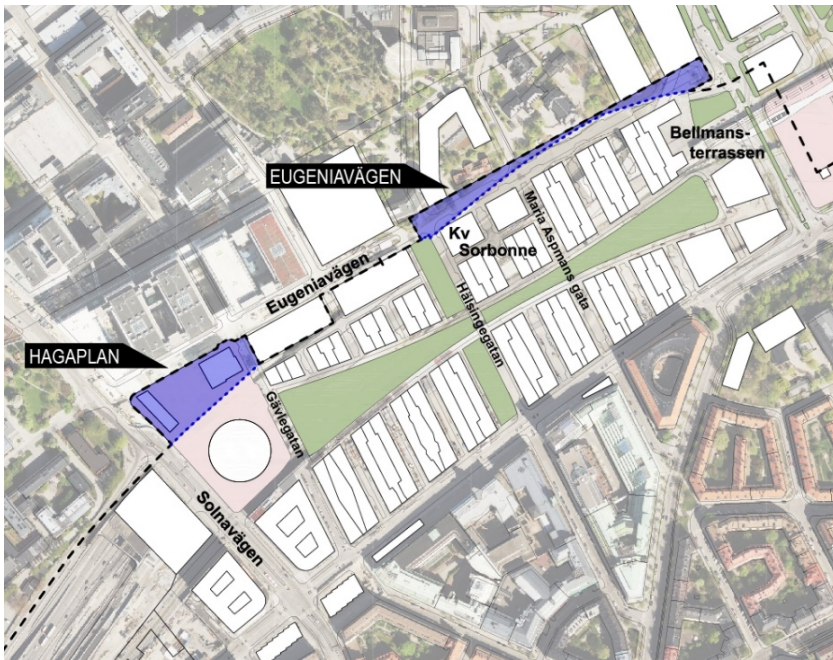 Bellmans-
terrassen
EUGENIAVÄGEN
Maria Aspmans gata
Kv
Sorbonne
Eugeniavägen
Hälsingegatan
HAGAPLAN
Gävlegatan
Solnavägen